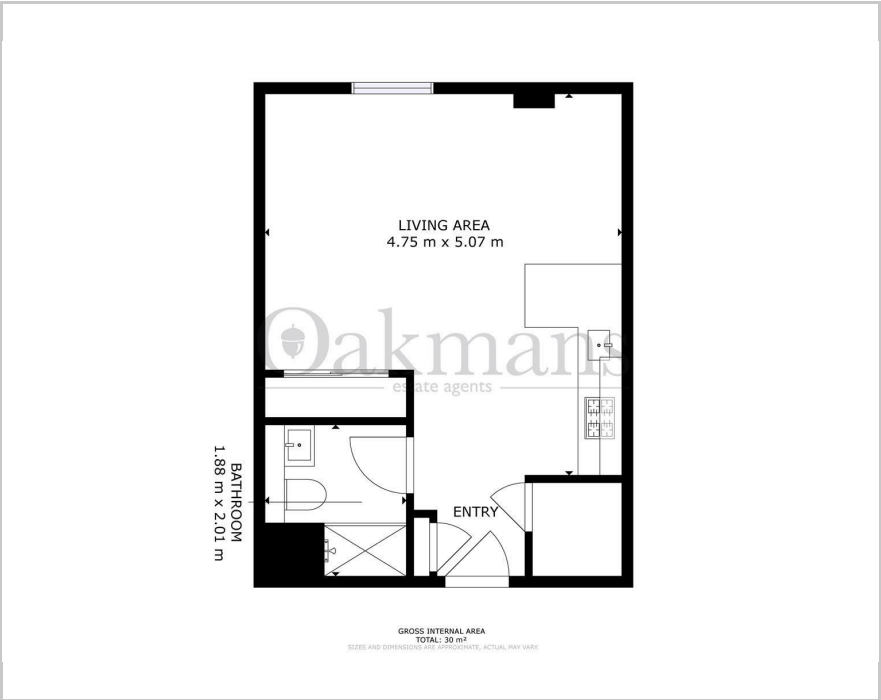 LIVING AREA
4.75 m x 5.07 m
Oakmans
estate agents
BATHROOM
1.88 m x 2.01 m
ENTRY
GROSS INTERNAL AREA
TOTAL: 30 m²
SIZES AND DIMENSIONS ARE APPROXIMATE, ACTUAL MAY VARY